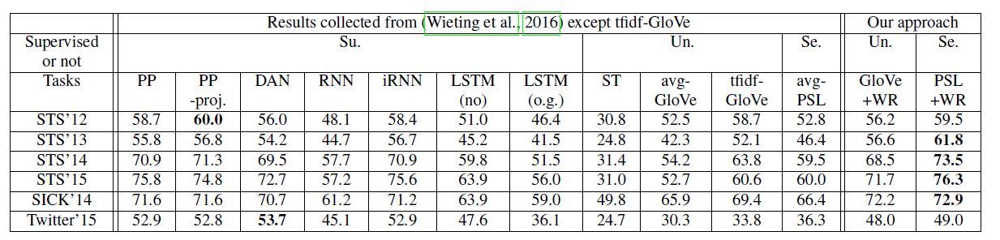 Results collected from (Wieting et al., 2016) except tfidf-GloVe Our approach
Supervised or not Su. Un. Se. Un. Se.
Tasks PP PP -proj. DAN RNN iRNN LSTM (no) LSTM (o.g.) ST avg-GloVe tfidf-GloVe avg-PSL GloVe +WR PSL +WR
STS'12 58.7 60.0 56.0 48.1 58.4 51.0 46.4 30.8 52.5 58.7 52.8 56.2 59.5
STS'13 55.8 56.8 54.2 44.7 56.7 45.2 41.5 24.8 42.3 52.1 46.4 56.6 61.8
STS'14 70.9 71.3 69.5 57.7 70.9 59.8 51.5 31.4 54.2 63.8 59.5 68.5 73.5
STS'15 75.8 74.8 72.7 57.2 75.6 63.9 56.0 31.0 52.7 60.6 60.0 71.7 76.3
SICK'14 71.6 71.6 70.7 61.2 71.2 63.9 59.0 49.8 65.9 69.4 66.4 72.2 72.9
Twitter'15 52.9 52.8 53.7 45.1 52.9 47.6 36.1 24.7 30.3 33.8 36.3 48.0 49.0